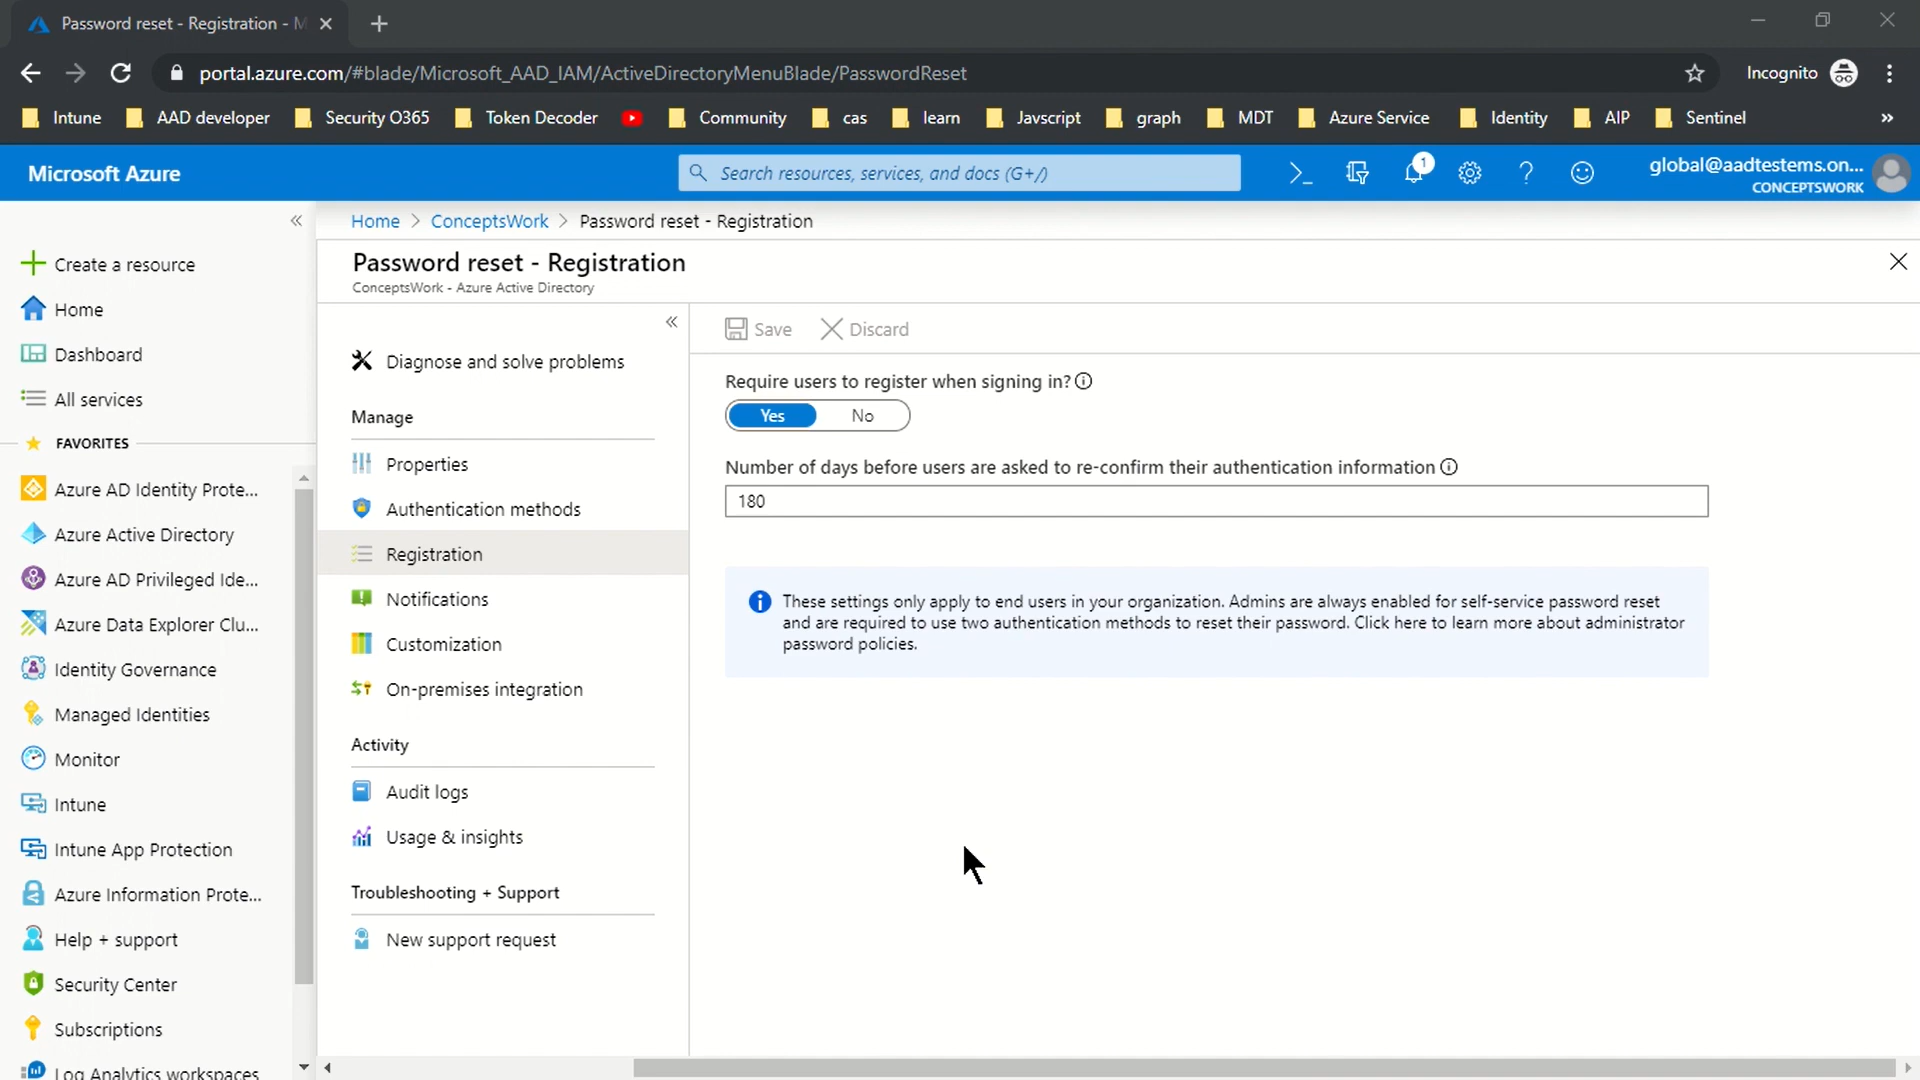 Password reset - Registration - M
portal.azure.com/#blade/Microsoft_AAD_IAM/ActiveDirectoryMenuBlade/PasswordReset
Incognito
Intune
AAD developer
Security O365
Token Decoder
Community
cas
learn
Javscript
graph
MDT
Azure Service
Identity
AIP
Sentinel
»
Microsoft Azure
Search resources, services, and docs (G+/)
1
global@aadtestems.on...
CONCEPTSWORK
Home > ConceptsWork > Password reset - Registration
Create a resource
Home
Dashboard
All services
FAVORITES
Azure AD Identity Prote...
Azure Active Directory
Azure AD Privileged Ide...
Azure Data Explorer Clu...
Identity Governance
Managed Identities
Monitor
Intune
Intune App Protection
Azure Information Prote...
Help + support
Security Center
Subscriptions
Log Analytics workspaces
Password reset - Registration
ConceptsWork - Azure Active Directory
Diagnose and solve problems
Manage
Properties
Authentication methods
Registration
Notifications
Customization
On-premises integration
Activity
Audit logs
Usage & insights
Troubleshooting + Support
New support request
Save
Discard
Require users to register when signing in?
Yes
No
Number of days before users are asked to re-confirm their authentication information
180
These settings only apply to end users in your organization. Admins are always enabled for self-service password reset
and are required to use two authentication methods to reset their password. Click here to learn more about administrator
password policies.